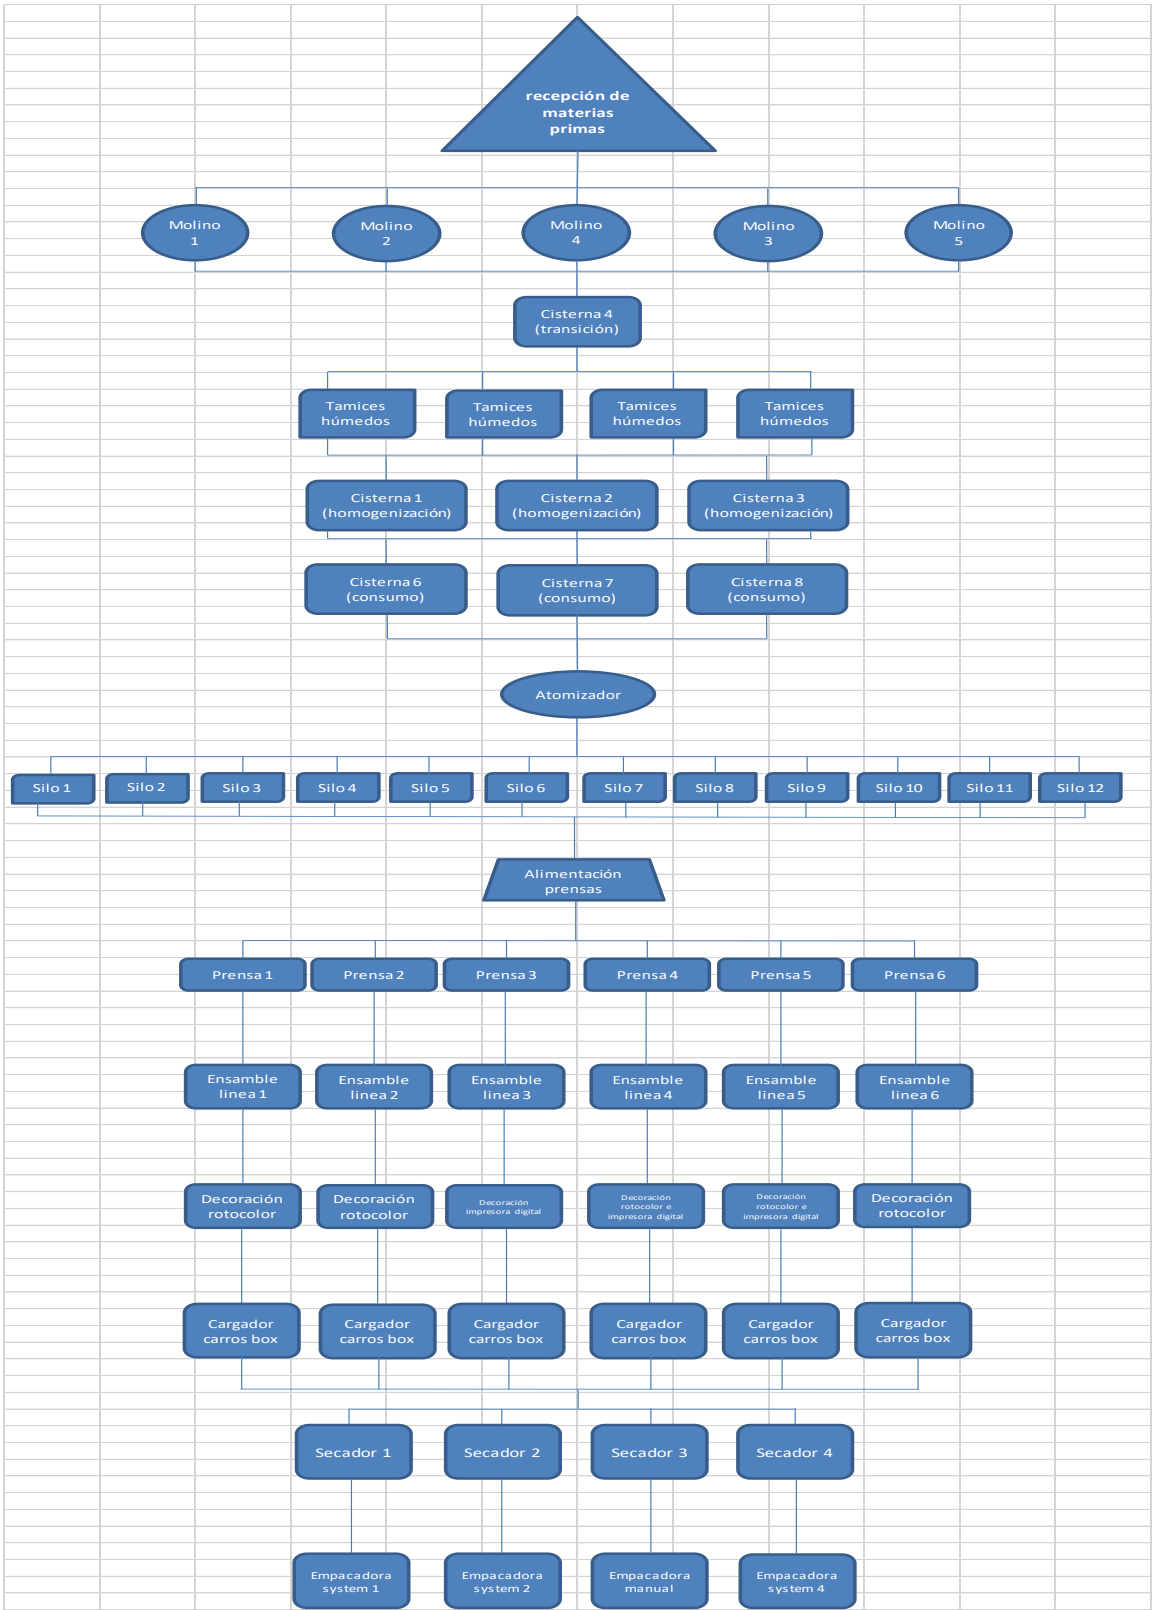 recepción de
materias
primas
Molino
1
Molino
2
Molino
4
Molino
3
Molino
5
Cisterna 4
(transición)
Tamices
húmedos
Tamices
húmedos
Tamices
húmedos
Tamices
húmedos
Cisterna 1
(homogenización)
Cisterna 2
(homogenización)
Cisterna 3
(homogenización)
Cisterna 6
(consumo)
Cisterna 7
(consumo)
Cisterna 8
(consumo)
Atomizador
Silo 1
Silo 2
Silo 3
Silo 4
Silo 5
Silo 6
Silo 7
Silo 8
Silo 9
Silo 10
Silo 11
Silo 12
Alimentación
prensas
Prensa 1
Prensa 2
Prensa 3
Prensa 4
Prensa 5
Prensa 6
Ensamble
linea 1
Ensamble
linea 2
Ensamble
linea 3
Ensamble
linea 4
Ensamble
linea 5
Ensamble
linea 6
Decoración
rotocolor
Decoración
rotocolor
Decoración
impresora digital
Decoración
rotocolor e
impresora digital
Decoración
rotocolor e
impresora digital
Decoración
rotocolor
Cargador
carros box
Cargador
carros box
Cargador
carros box
Cargador
carros box
Cargador
carros box
Cargador
carros box
Secador 1
Secador 2
Secador 3
Secador 4
Empacadora
system 1
Empacadora
system 2
Empacadora
manual
Empacadora
system 4